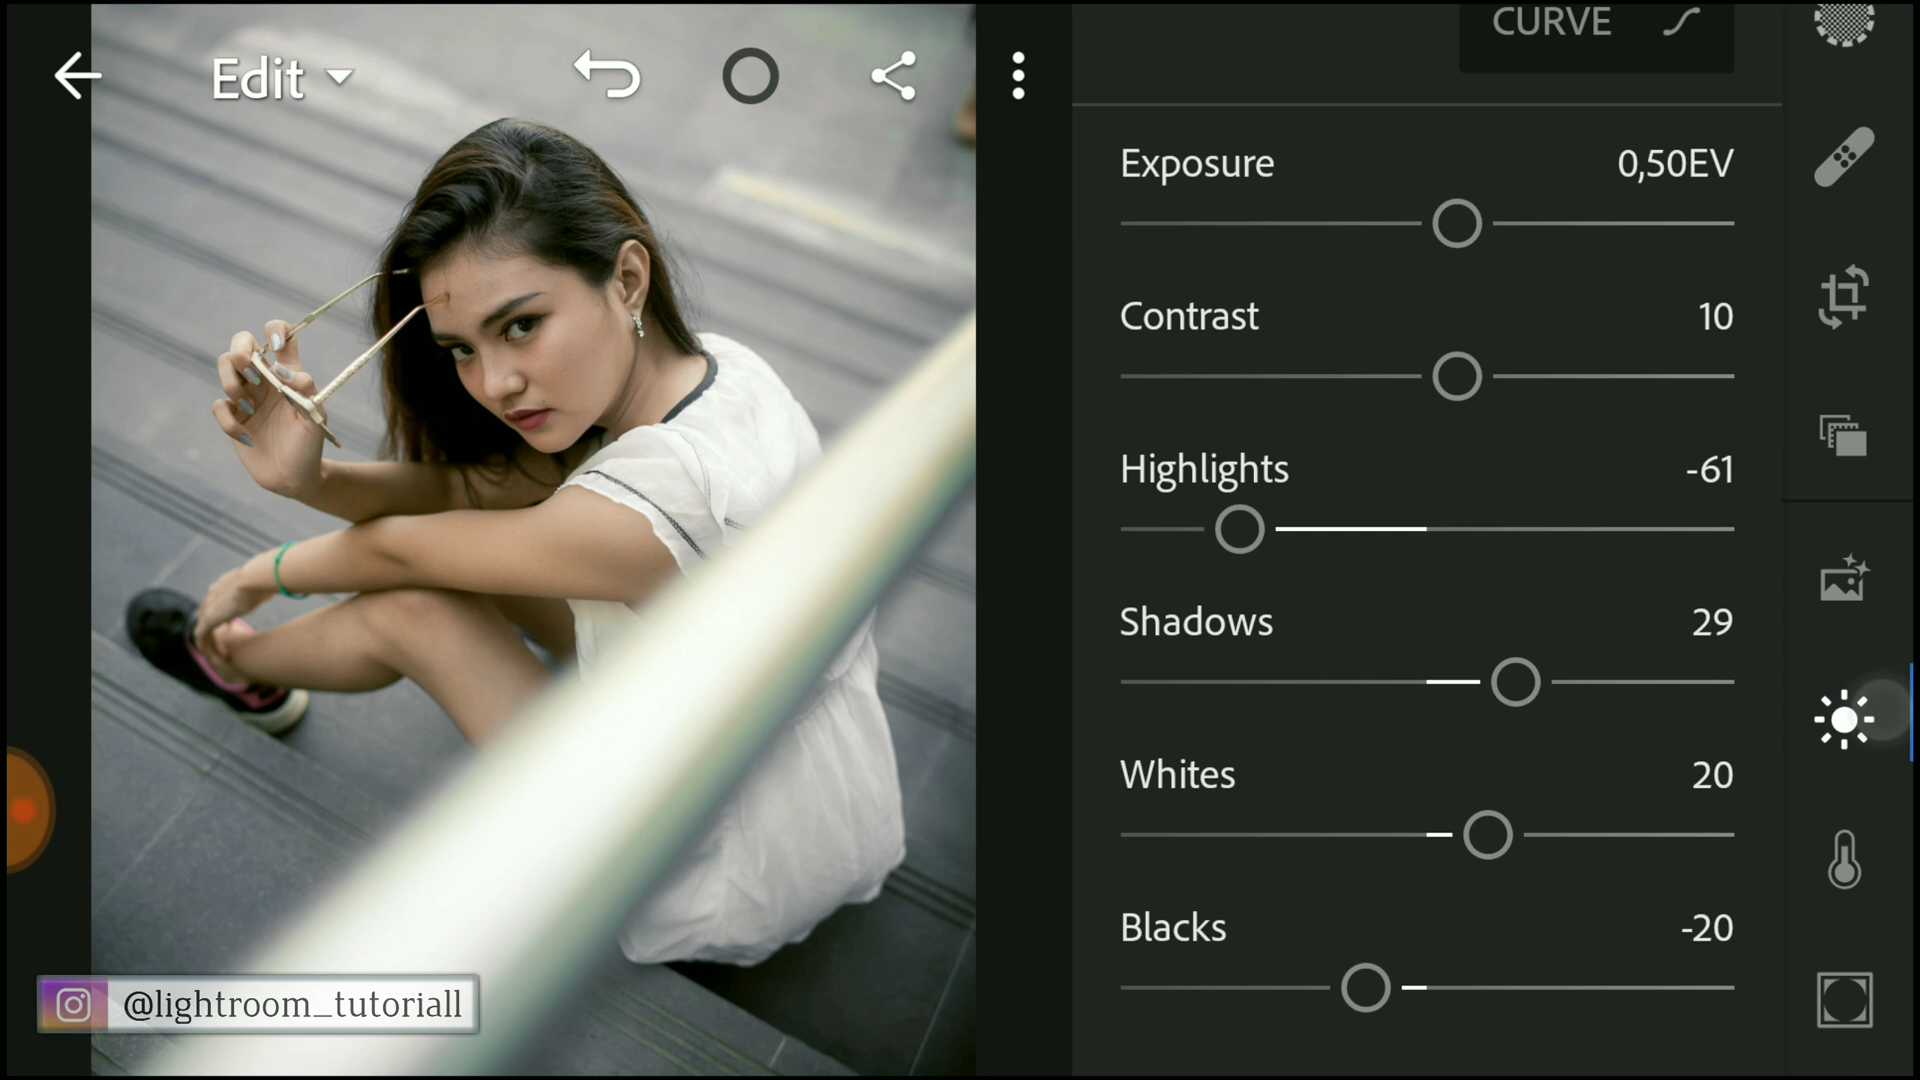 Edit
CURVE
Exposure 0,50EV
Contrast 10
Highlights -61
Shadows 29
Whites 20
Blacks -20
@lightroom_tutoriall